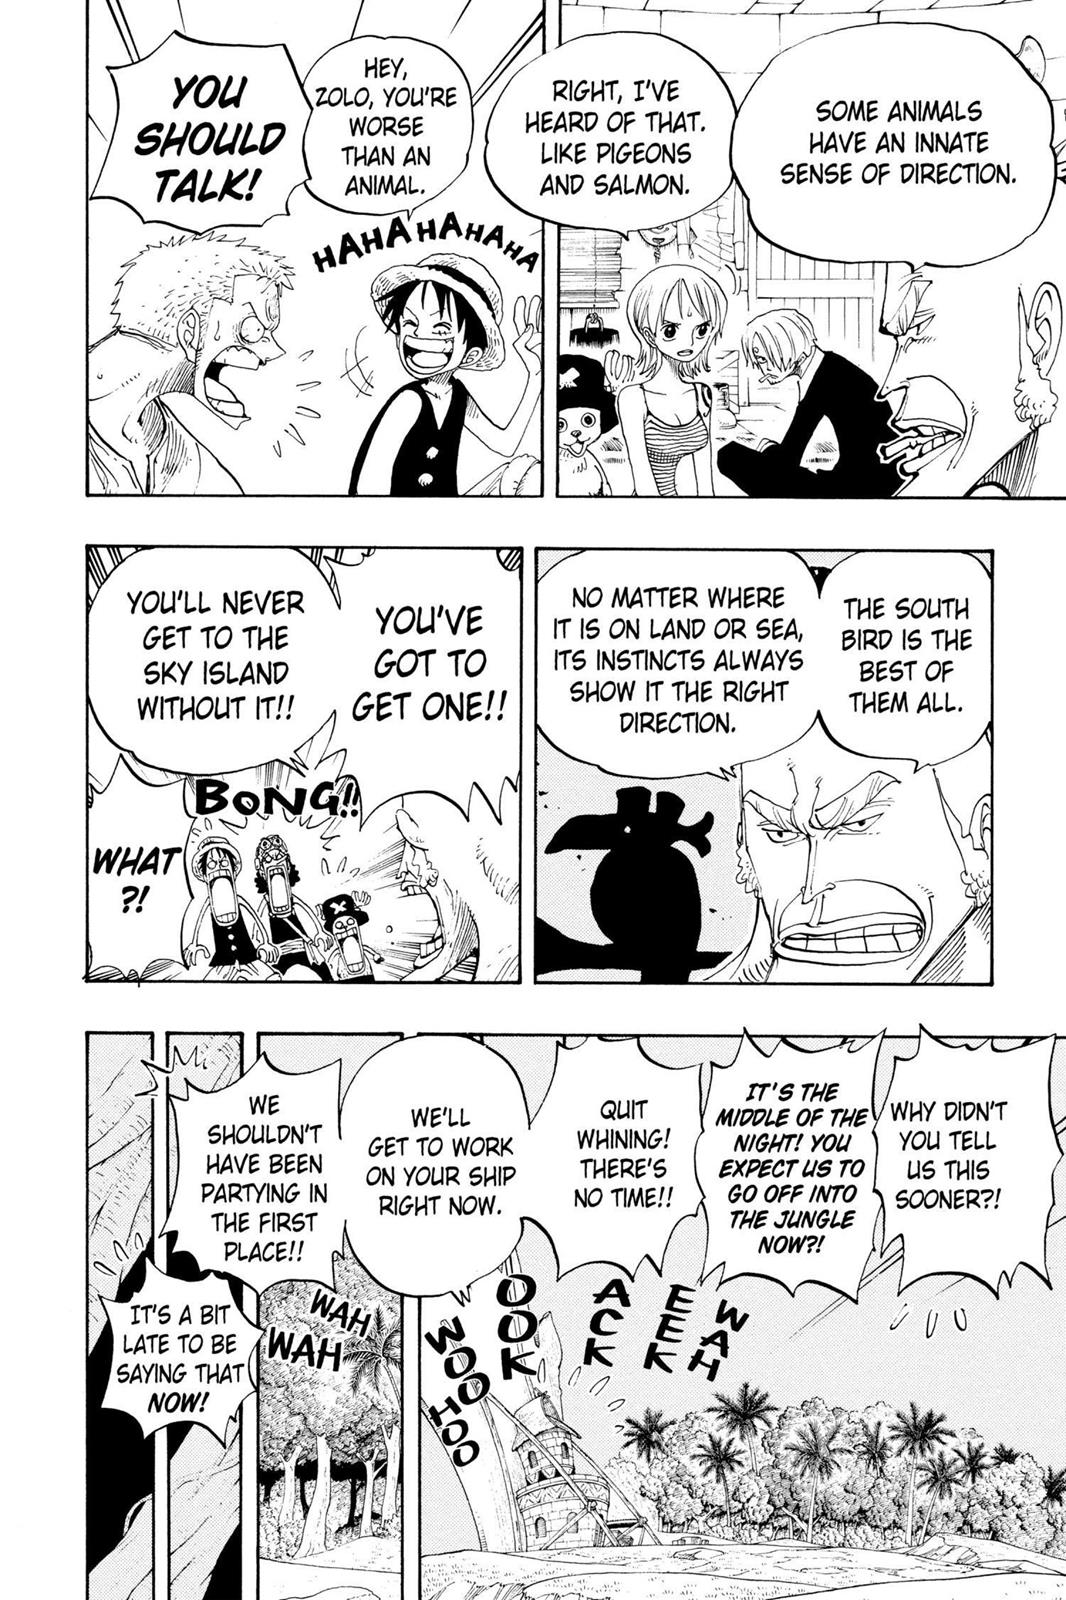 SOME ANIMALS
HAVE AN INNATE
SENSE OF DIRECTION.
RIGHT, I'VE
HEARD OF THAT.
LIKE PIGEONS
AND SALMON.
HEY,
ZOLO, YOU'RE
WORSE
THAN AN
ANIMAL.
HAHAHAHAHA
YOU
SHOULD
TALK!
THE SOUTH
BIRD IS THE
BEST OF
THEM ALL.
NO MATTER WHERE
IT IS ON LAND OR SEA,
ITS INSTINCTS ALWAYS
SHOW IT THE RIGHT
DIRECTION.
YOU'VE
GOT TO
GET ONE!!
YOU'LL NEVER
GET TO THE
SKY ISLAND
WITHOUT IT!!
BONG!!
WHAT
?!
WHY DIDN'T
YOU TELL
US THIS
SOONER?!
IT'S THE
MIDDLE OF THE
NIGHT! YOU
EXPECT US TO
GO OFF INTO
THE JUNGLE
NOW?!
QUIT
WHINING!
THERE'S
NO TIME!!
WE'LL
GET TO WORK
ON YOUR SHIP
RIGHT NOW.
WAH
EEEK
ACK
OOOK
WOOHOO
WE
SHOULDN'T
HAVE BEEN
PARTYING IN
THE FIRST
PLACE!!
WAH
WAH
IT'S A BIT
LATE TO BE
SAYING THAT
NOW!